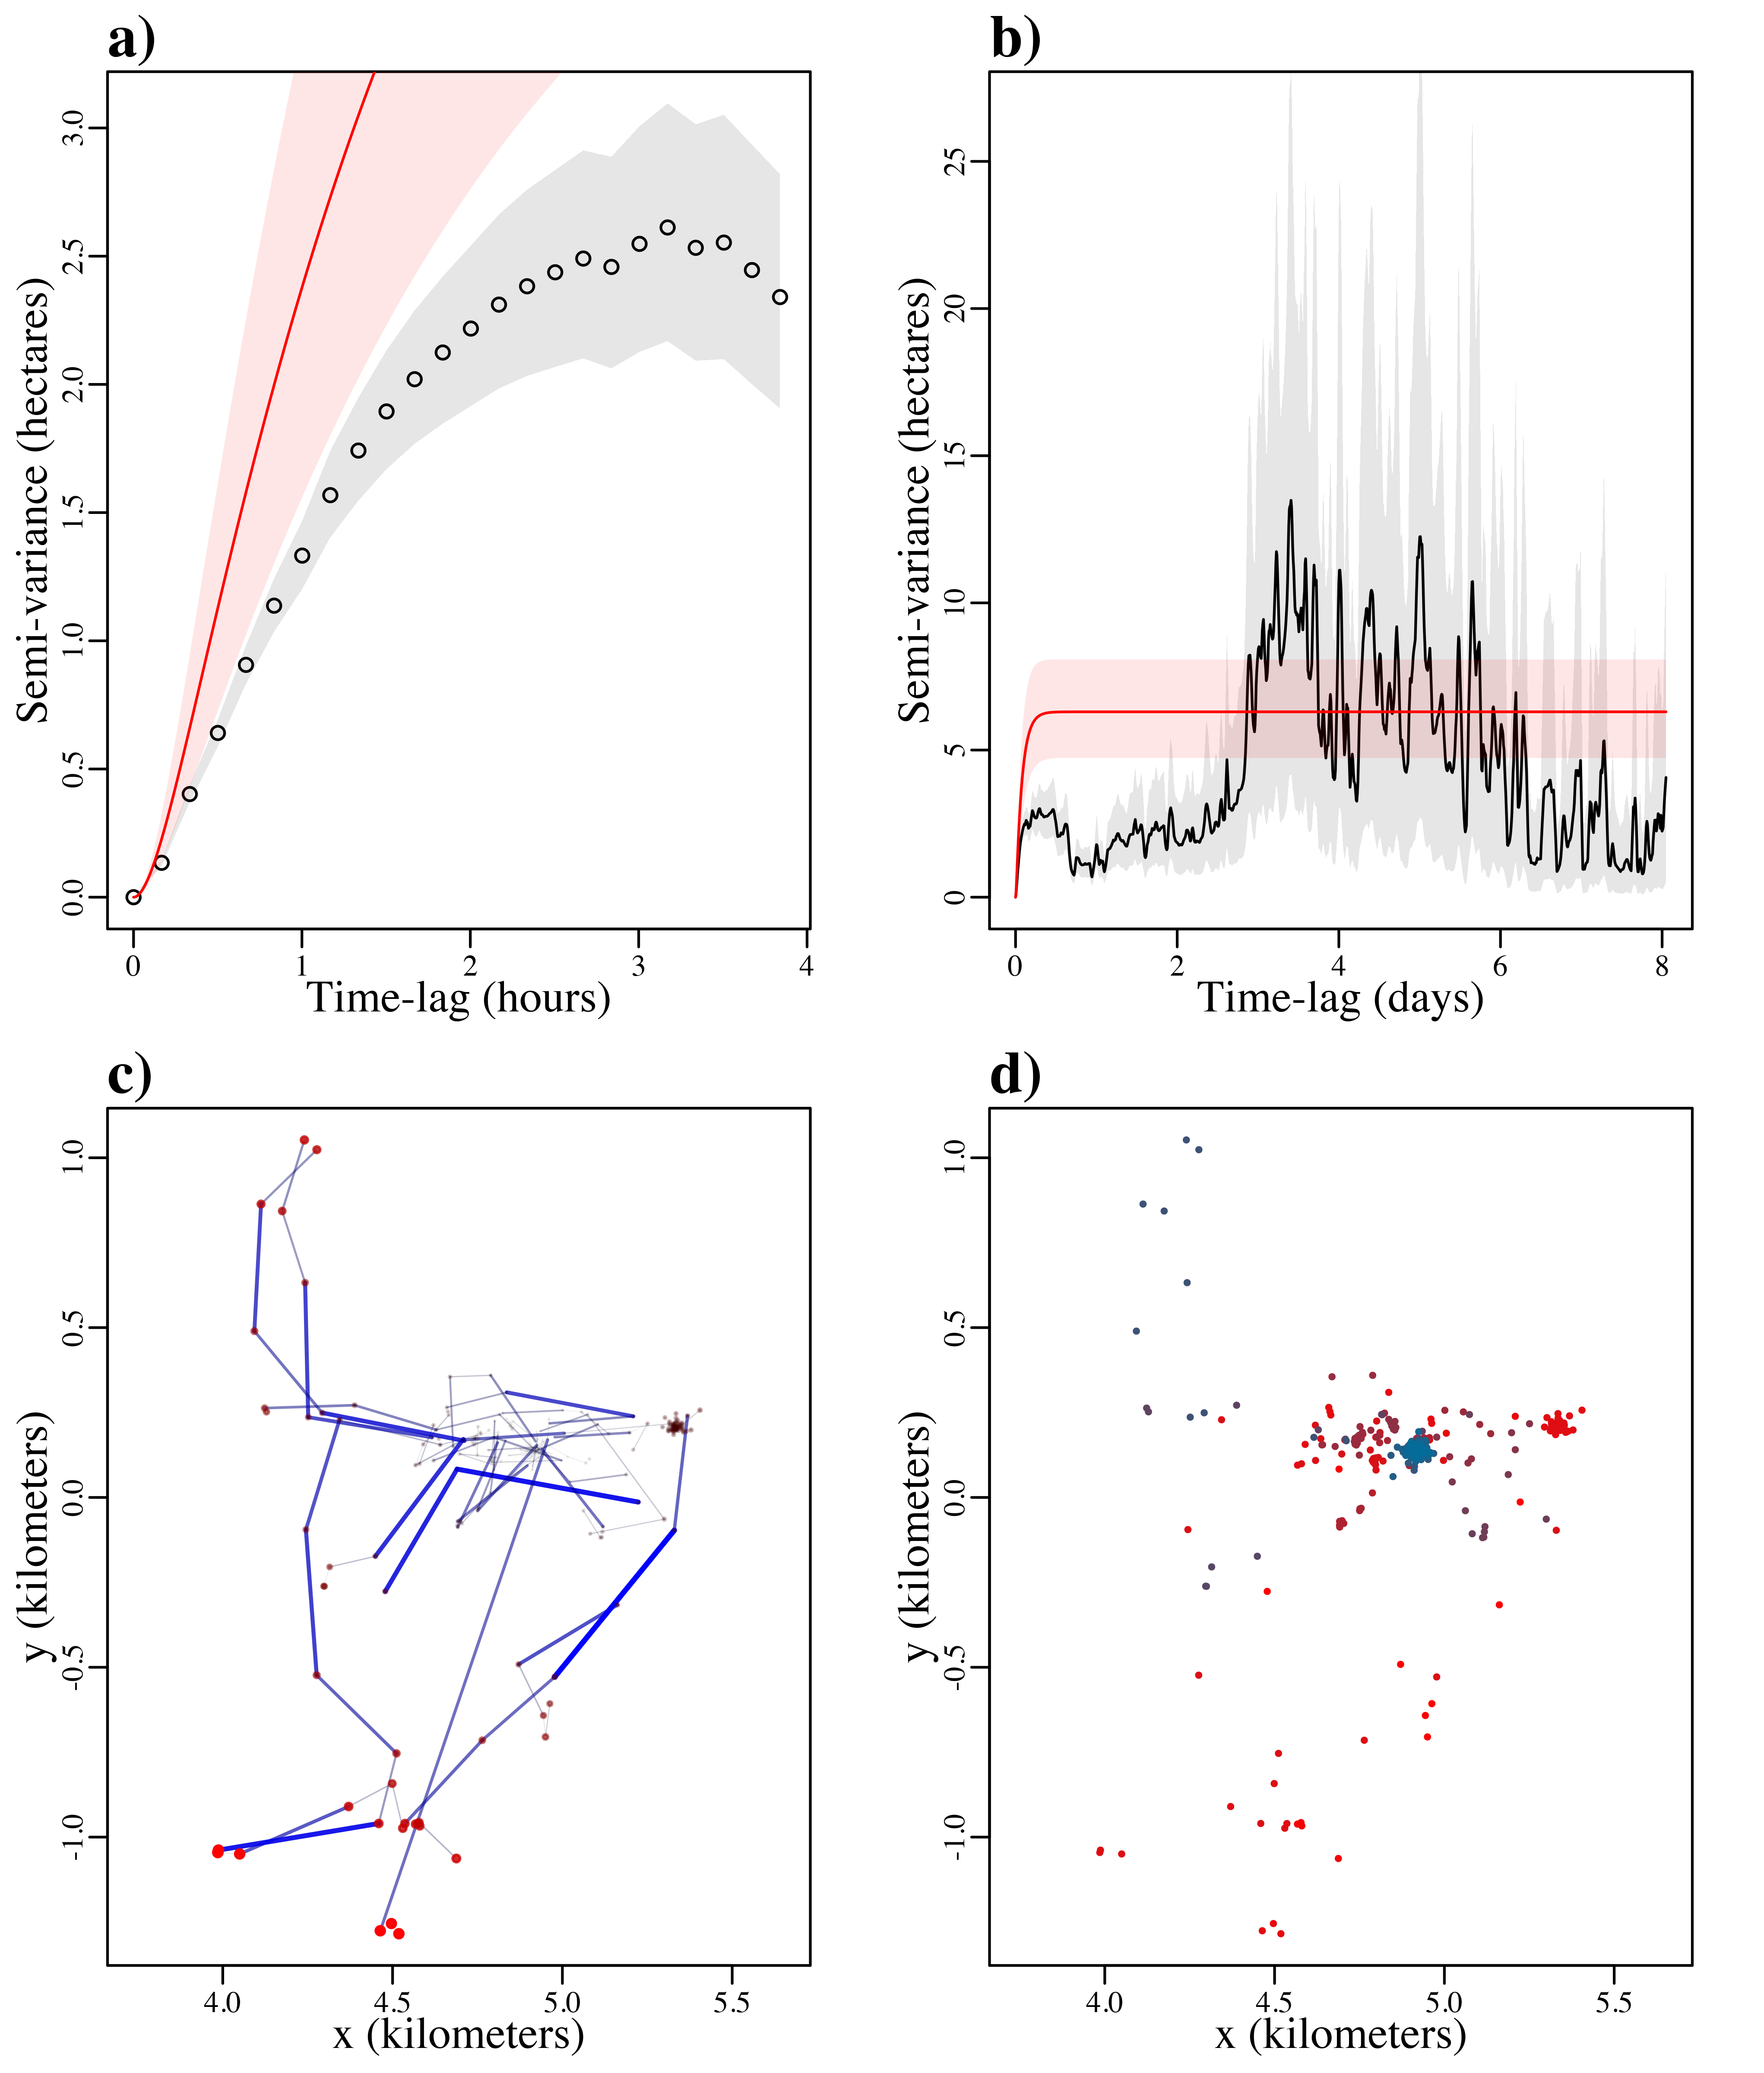 a)
Semi-variance (hectares)
0.0 0.5 1.0 1.5 2.0 2.5 3.0
0 1 2 3 4
Time-lag (hours)
b)
Semi-variance (hectares)
0 5 10 15 20 25
0 2 4 6 8
Time-lag (days)
c)
y (kilometers)
-1.0 -0.5 0.0 0.5 1.0
4.0 4.5 5.0 5.5
x (kilometers)
d)
y (kilometers)
-1.0 -0.5 0.0 0.5 1.0
4.0 4.5 5.0 5.5
x (kilometers)